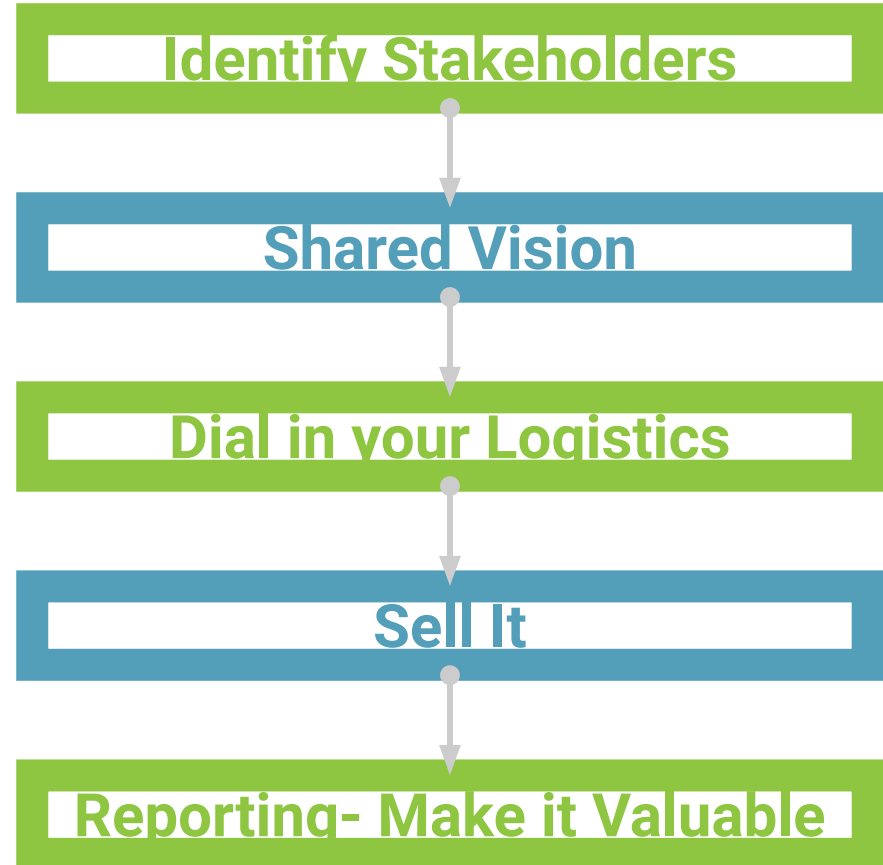 Identify Stakeholders
Shared Vision
Dial in your Logistics
Sell It
Reporting- Make it Valuable